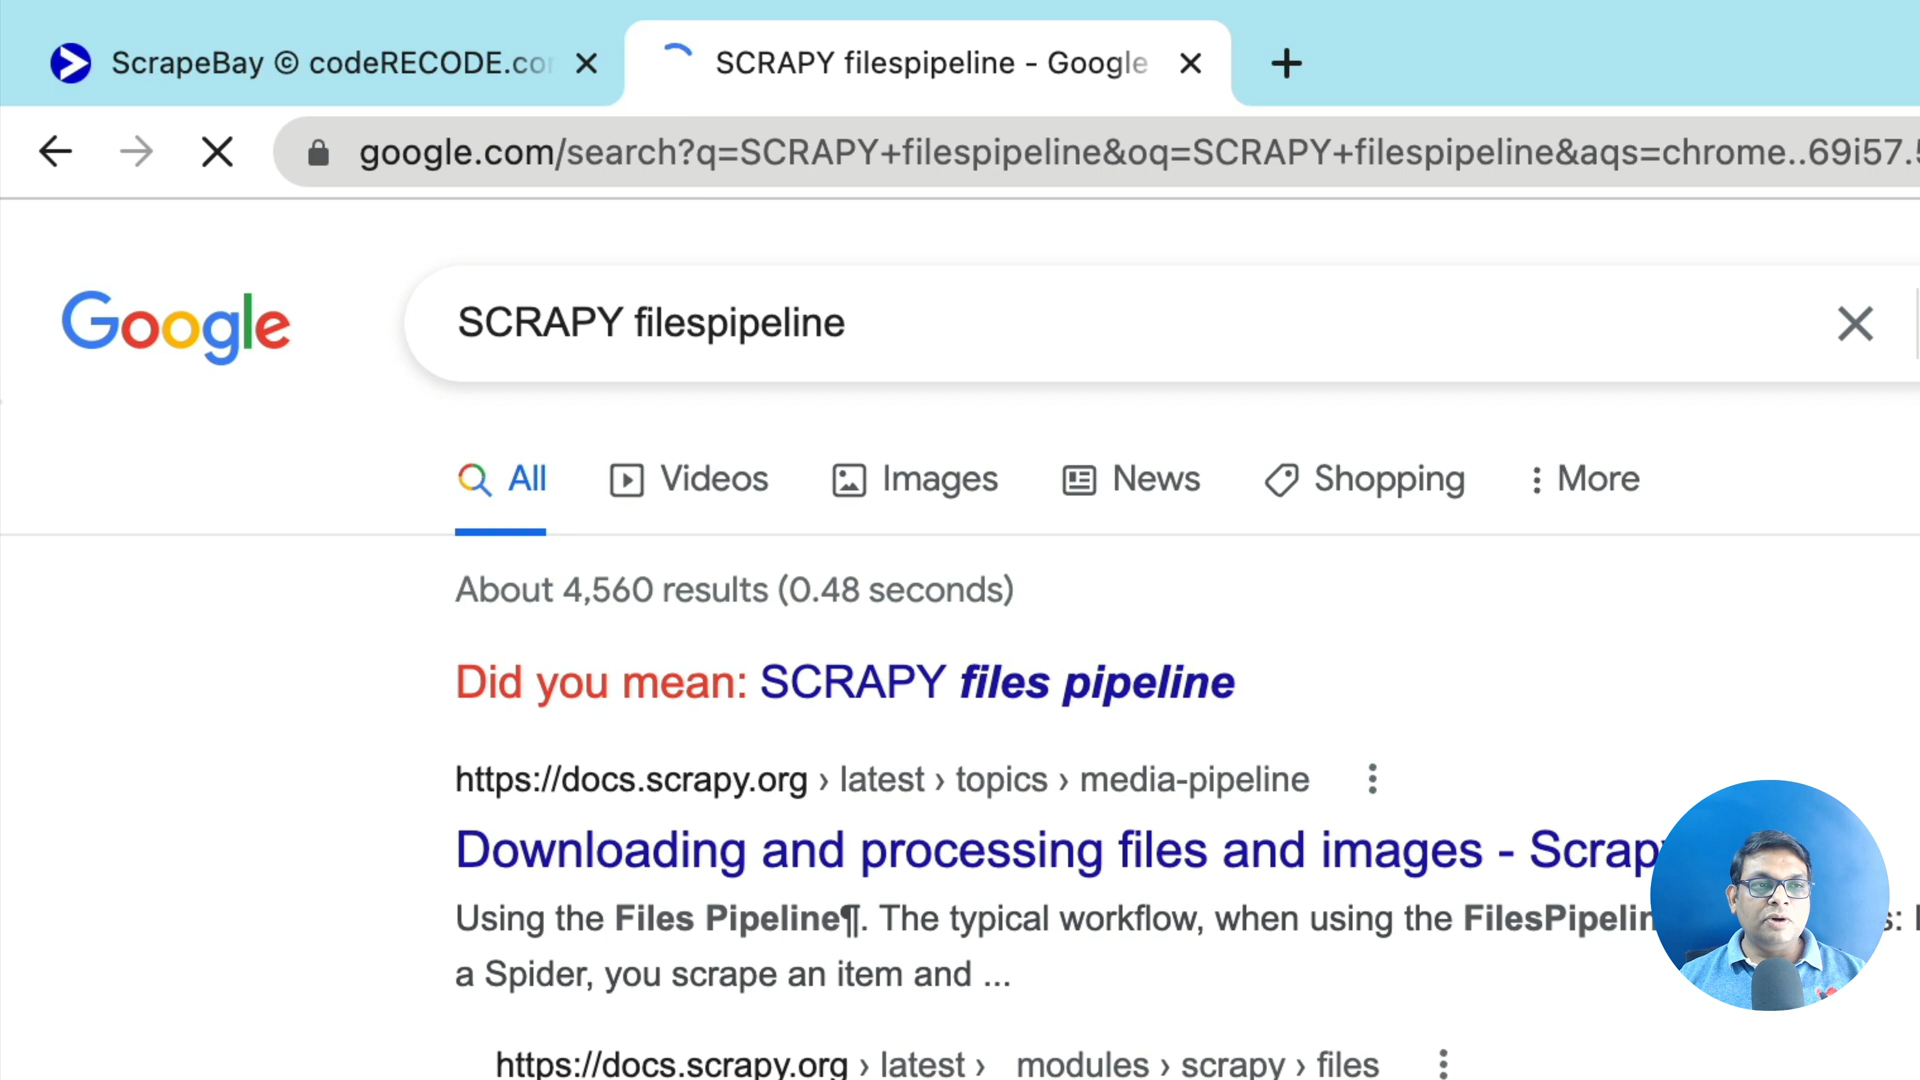 ScrapeBay © codeRECODE.co
SCRAPY filespipeline - Google
google.com/search?q=SCRAPY+filespipeline&oq=SCRAPY+filespipeline&aqs=chrome..69i57.5
Google
SCRAPY filespipeline
All Videos Images News Shopping More
About 4,560 results (0.48 seconds)
Did you mean: SCRAPY files pipeline
https://docs.scrapy.org › latest › topics › media-pipeline
Downloading and processing files and images - Scrapy
Using the Files Pipeline¶. The typical workflow, when using the FilesPipelin s:
a Spider, you scrape an item and ...
https://docs.scrapy.org › latest › _modules › scrapy › files